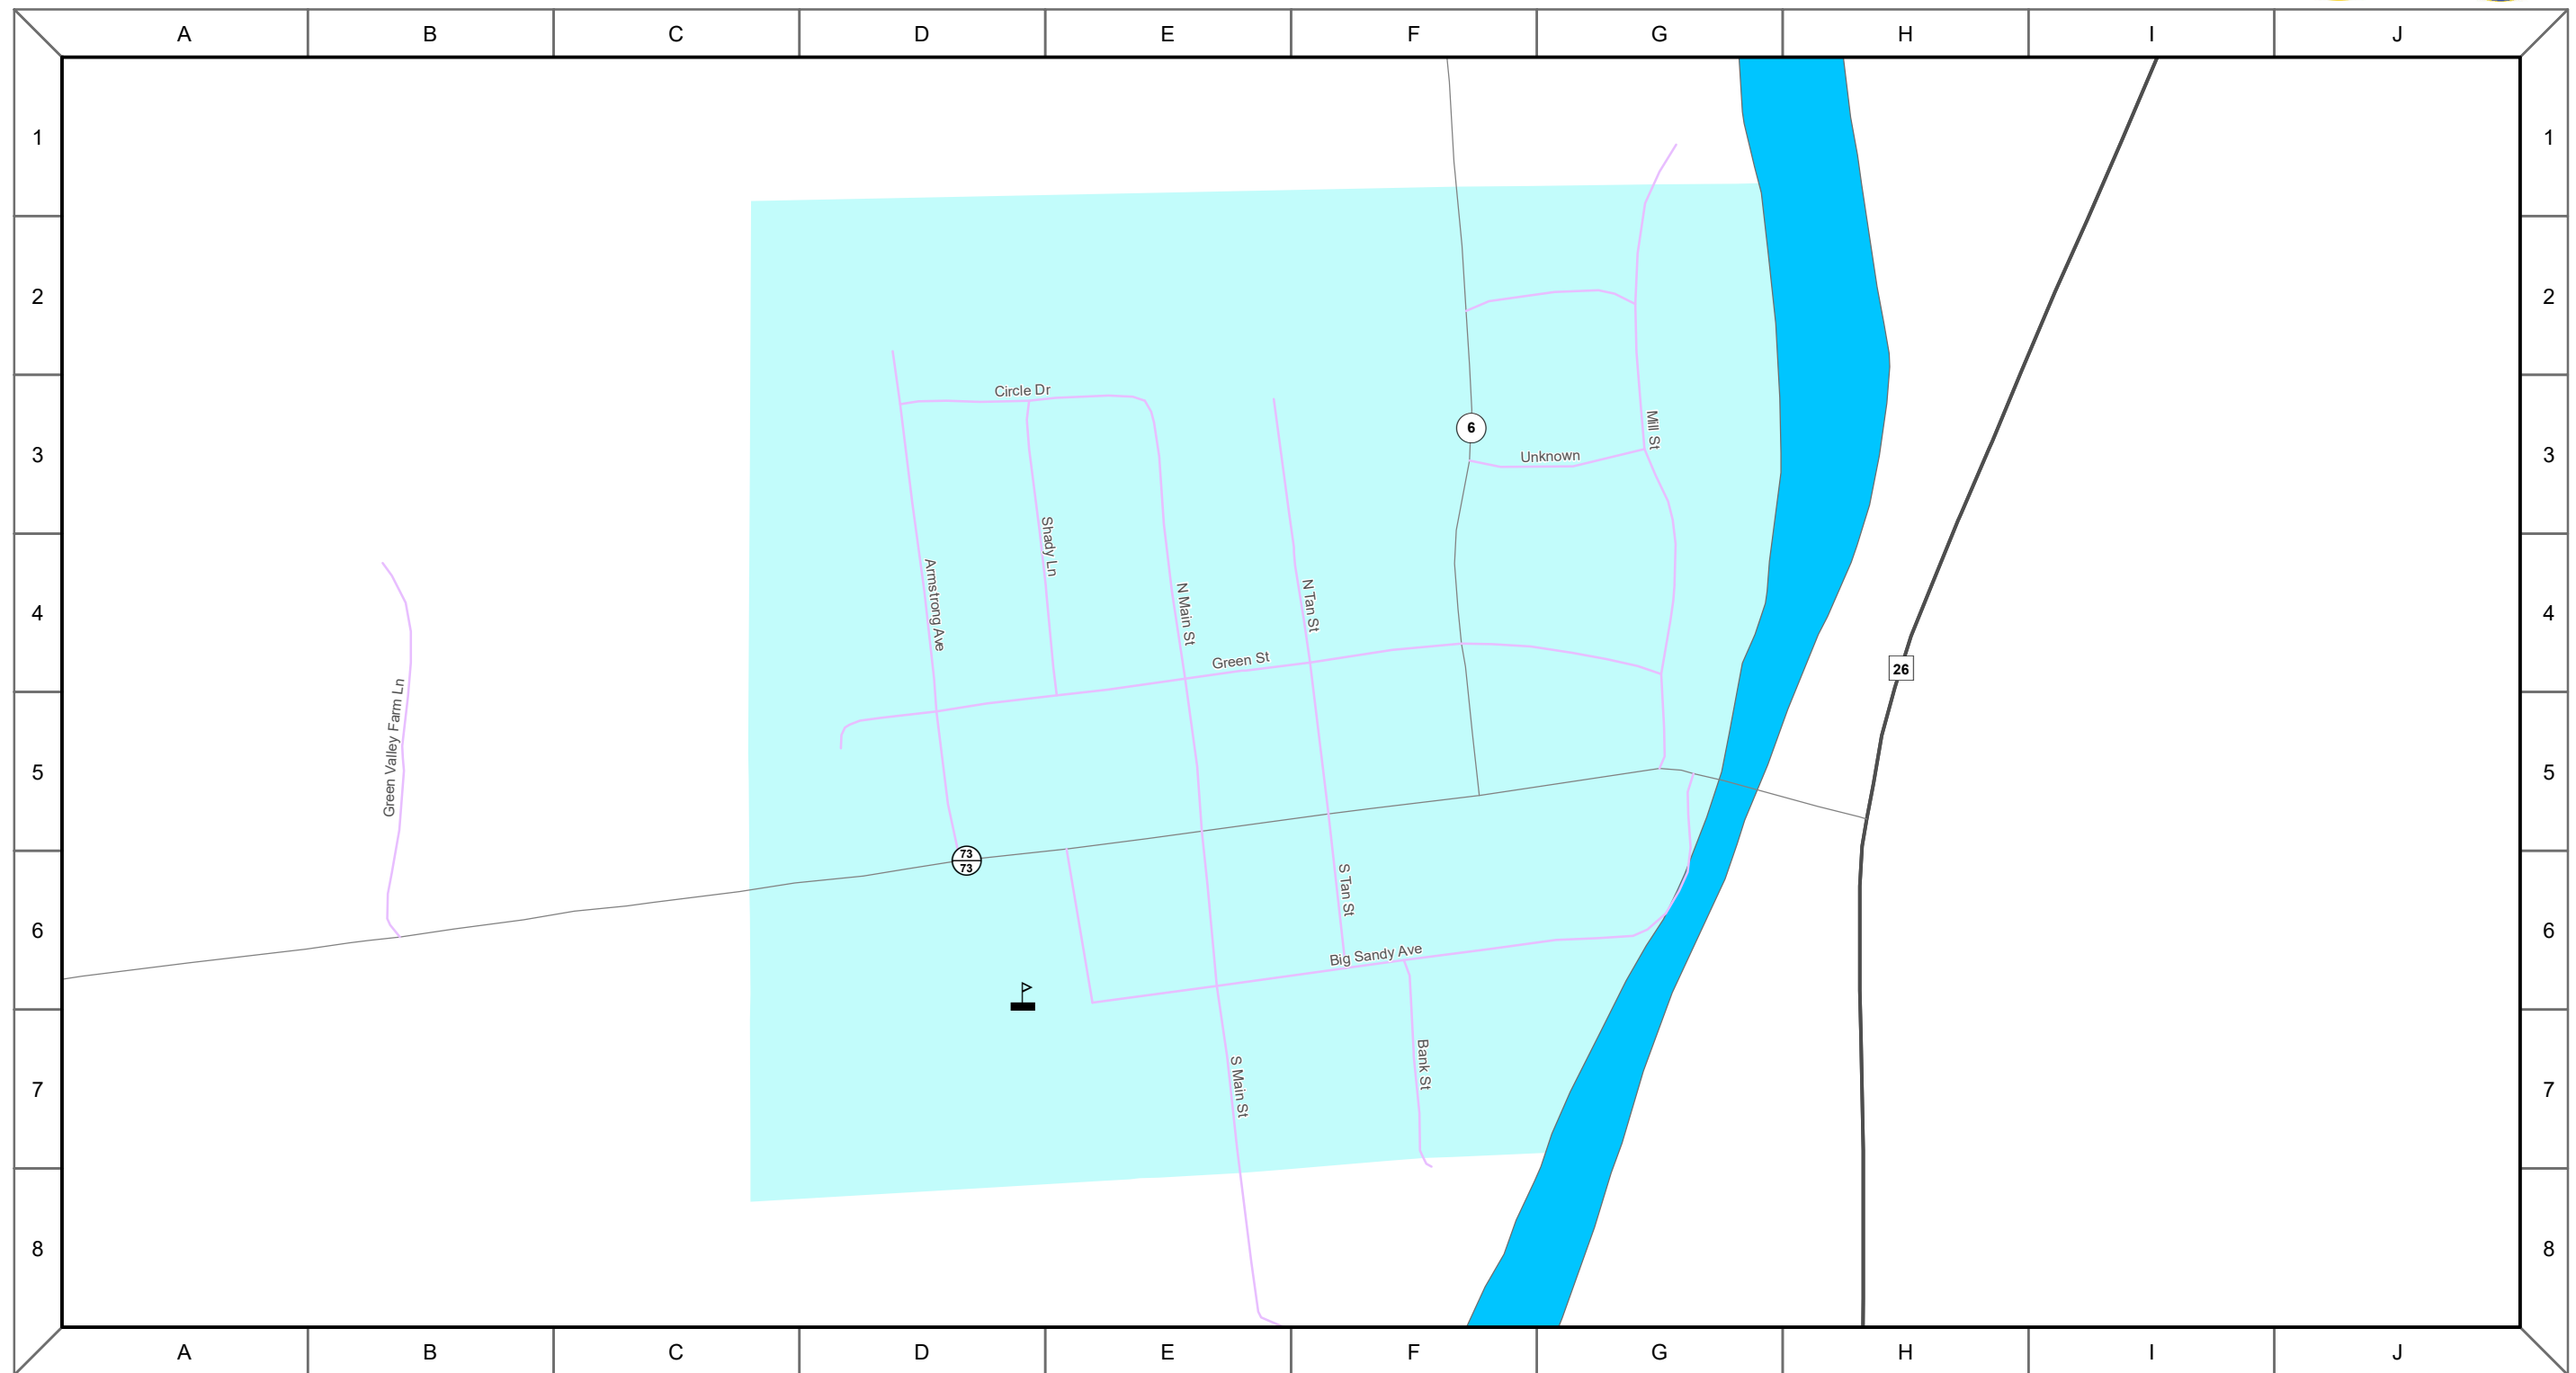 A B C D E F G H I J
1 1
2 2
Circle Dr
6
Mill St
3 3
Unknown
Shady Ln
Armstrong Ave
N Main St
N Tan St
4 4
Green St
26
Green Valley Farm Ln
5 5
73
73
S Tan St
6 6
Big Sandy Ave
Bank St
S Main St
7 7
8 8
A B C D E F G H I J